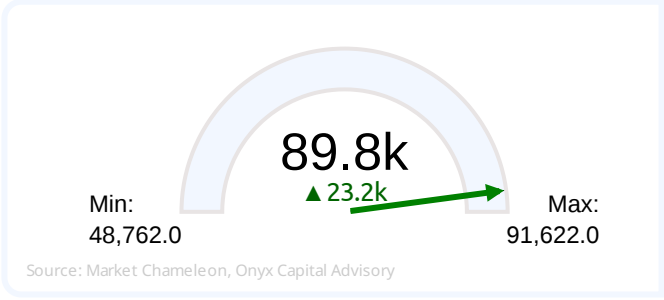 89.8k
▲23.2k
Min:
48,762.0
Max:
91,622.0
Source: Market Chameleon, Onyx Capital Advisory